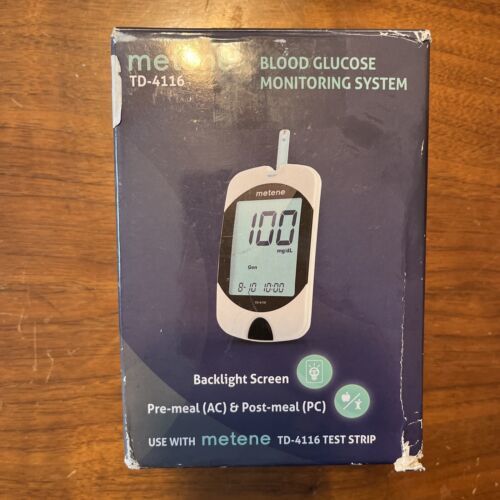 metene
TD-4116
BLOOD GLUCOSE
MONITORING SYSTEM
metene
100
mg/dL
Gen
8-10 10:00
TD-4116
Backlight Screen
Pre-meal (AC) & Post-meal (PC)
USE WITH metene TD-4116 TEST STRIP